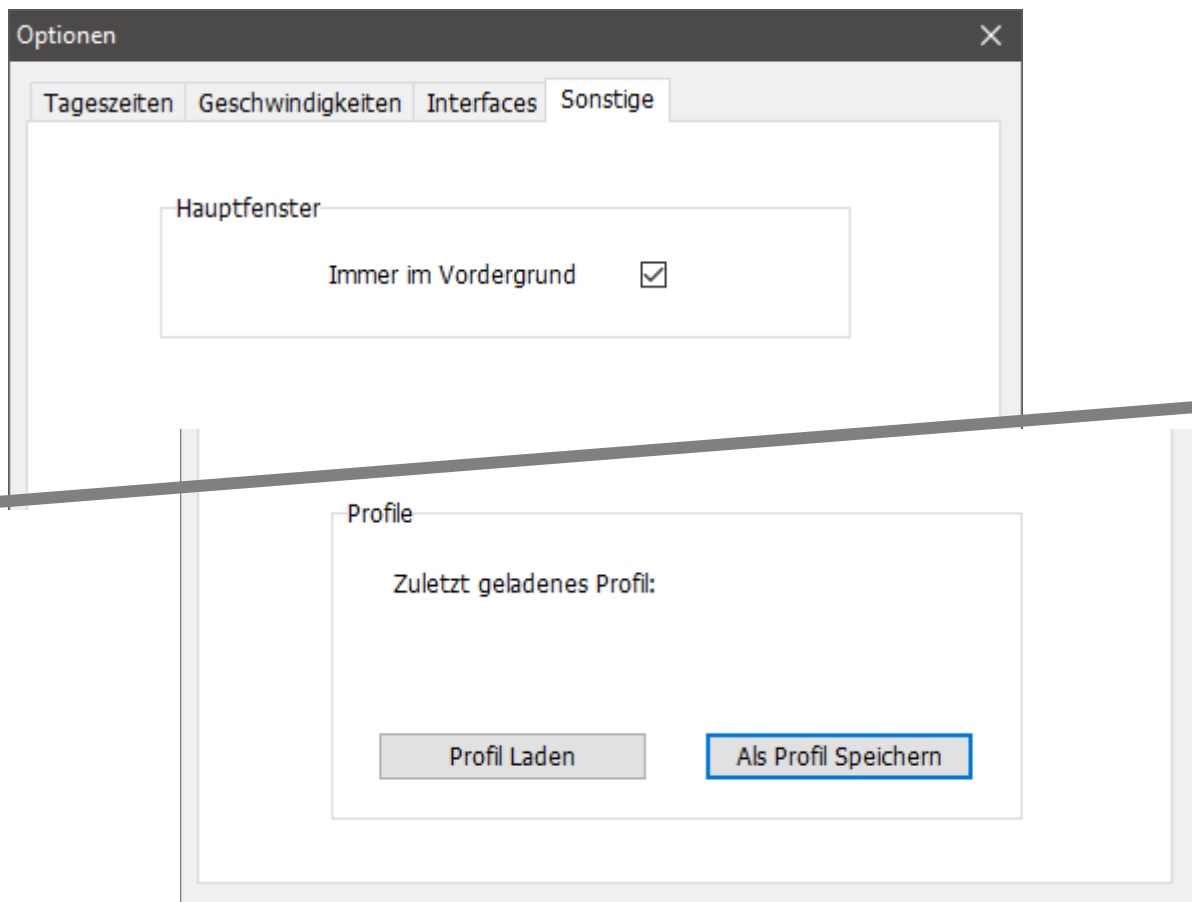 Optionen
Tageszeiten Geschwindigkeiten Interfaces Sonstige
Hauptfenster
Immer im Vordergrund
Profile
Zuletzt geladenes Profil:
Profil Laden Als Profil Speichern